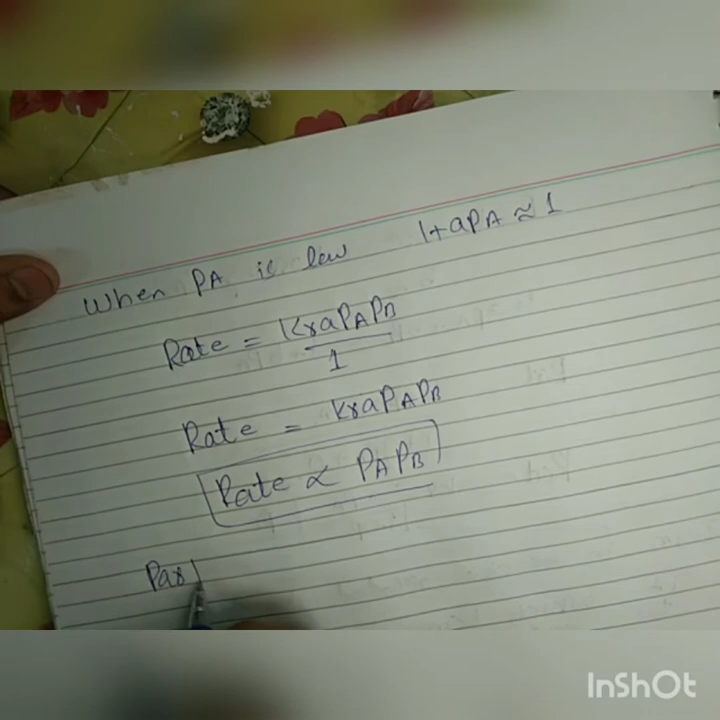 When PA is low 1+aPA ≈ 1
Rate = KraPAPB
1
Rate = KraPAPB
Rate ∝ PAPB
Par
InShOt